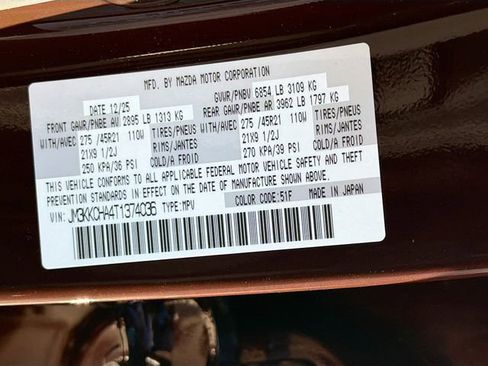 MFD. BY MAZDA MOTOR CORPORATION
DATE 12/25 GVWR/PNBV 6854 LB 3109 KG
FRONT GAWR/PNBE AV 2895 LB 1313 KG REAR GAWR/PNBE AR 3962 LB 1797 KG
WITH/AVEC 275 /45R21 110W TIRES/PNEUS WITH/AVEC 275 /45R21 110W TIRES/PNEUS
21X9 1/2J RIMS/JANTES 21X9 1/2J RIMS/JANTES
250 KPA/36 PSI COLD/A FROID 270 KPA/39 PSI COLD/A FROID
THIS VEHICLE CONFORMS TO ALL APPLICABLE FEDERAL MOTOR VEHICLE SAFETY AND THEFT
PREVENTION STANDARDS IN EFFECT ON THE DATE OF MANUFACTURE SHOWN ABOVE.
VIN: JM3KKCHA4T1374036 TYPE:MPV COLOR CODE:51F MADE IN JAPAN